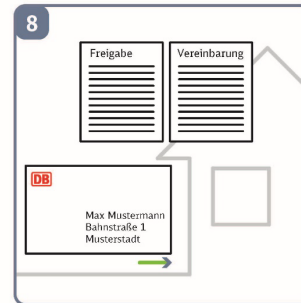 8
Freigabe
Vereinbarung
DB
Max Mustermann
Bahnstraße 1
Musterstadt